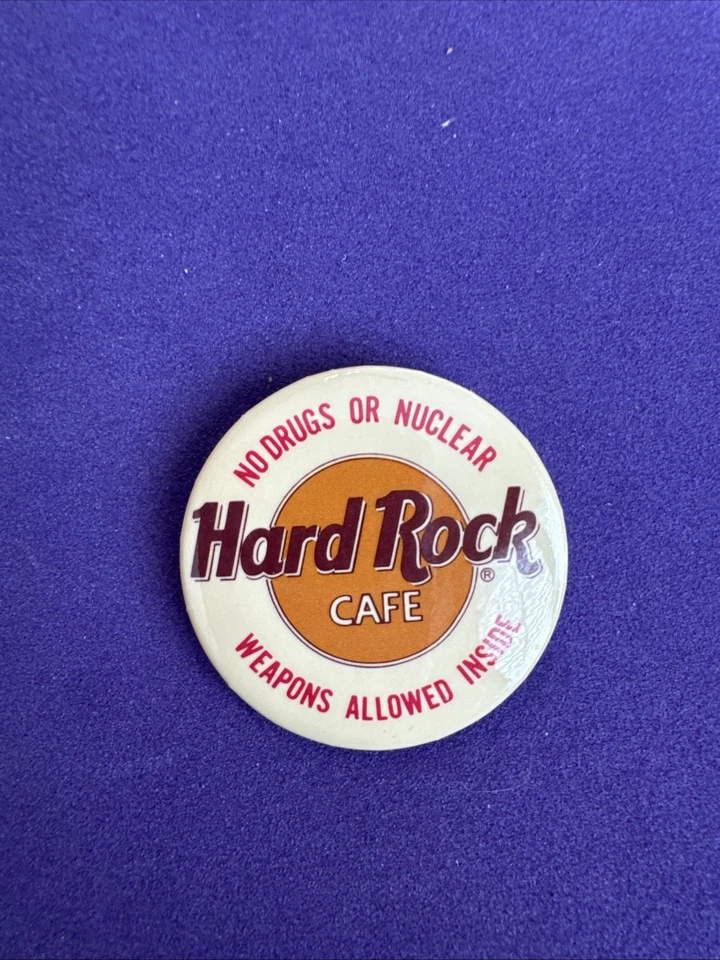 NO DRUGS OR NUCLEAR
Hard Rock
®
CAFE
WEAPONS ALLOWED INSIDE